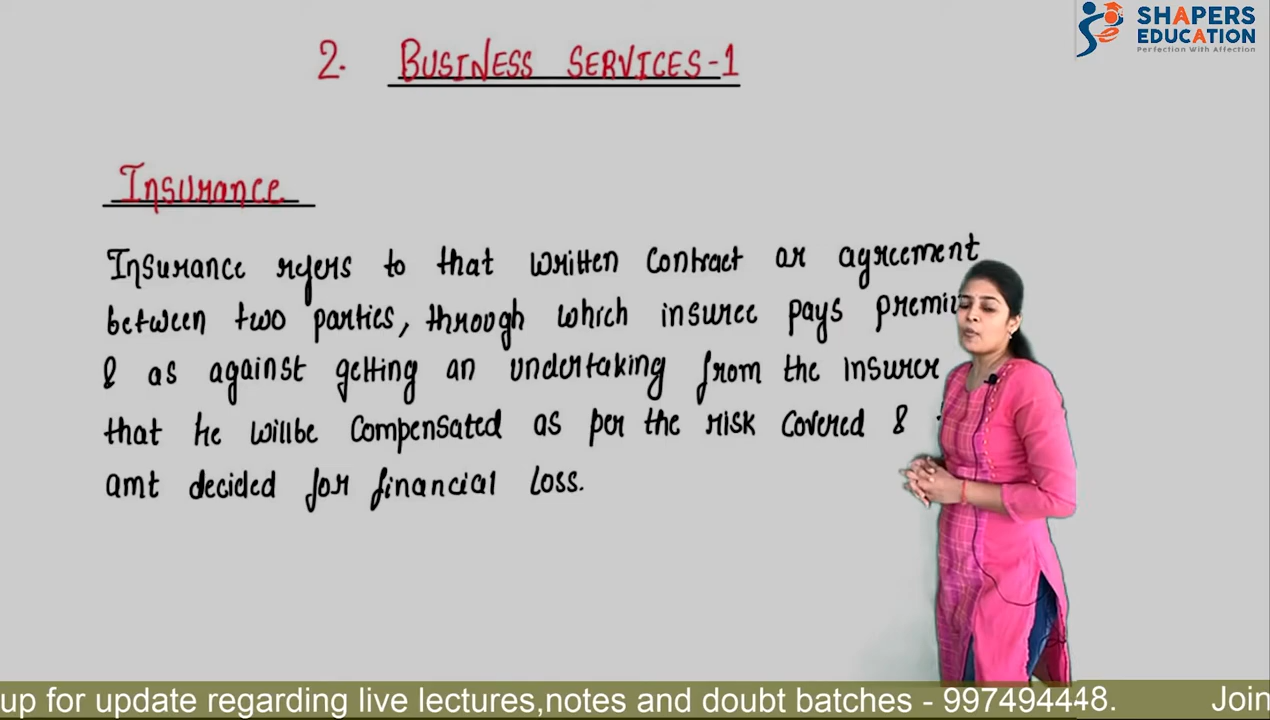 SHAPERS
EDUCATION
Perfection With Affection
2. BUSINESS SERVICES-1
Insurance
Insurance refers to that written contract or agreement
between two parties, through which insuree pays
& as against getting an undertaking from the insurer
that he willbe compensated as per the risk covered &
amt decided for financial loss.
up for update regarding live lectures,notes and doubt batches - 997494448. Join